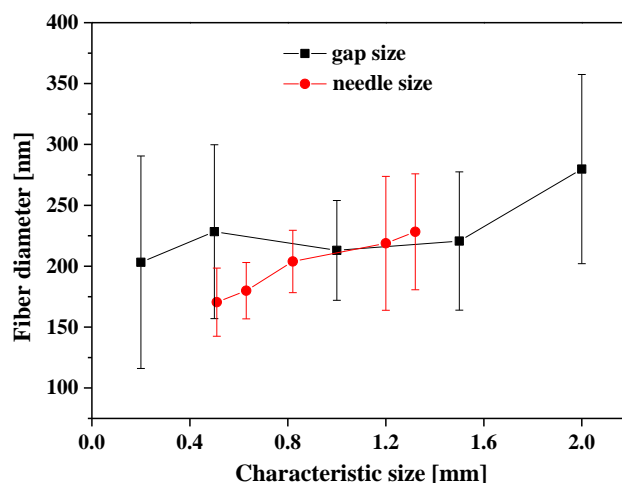 400
350
300
250
200
150
100
Fiber diameter [nm]
gap size
needle size
0.0 0.4 0.8 1.2 1.6 2.0
Characteristic size [mm]